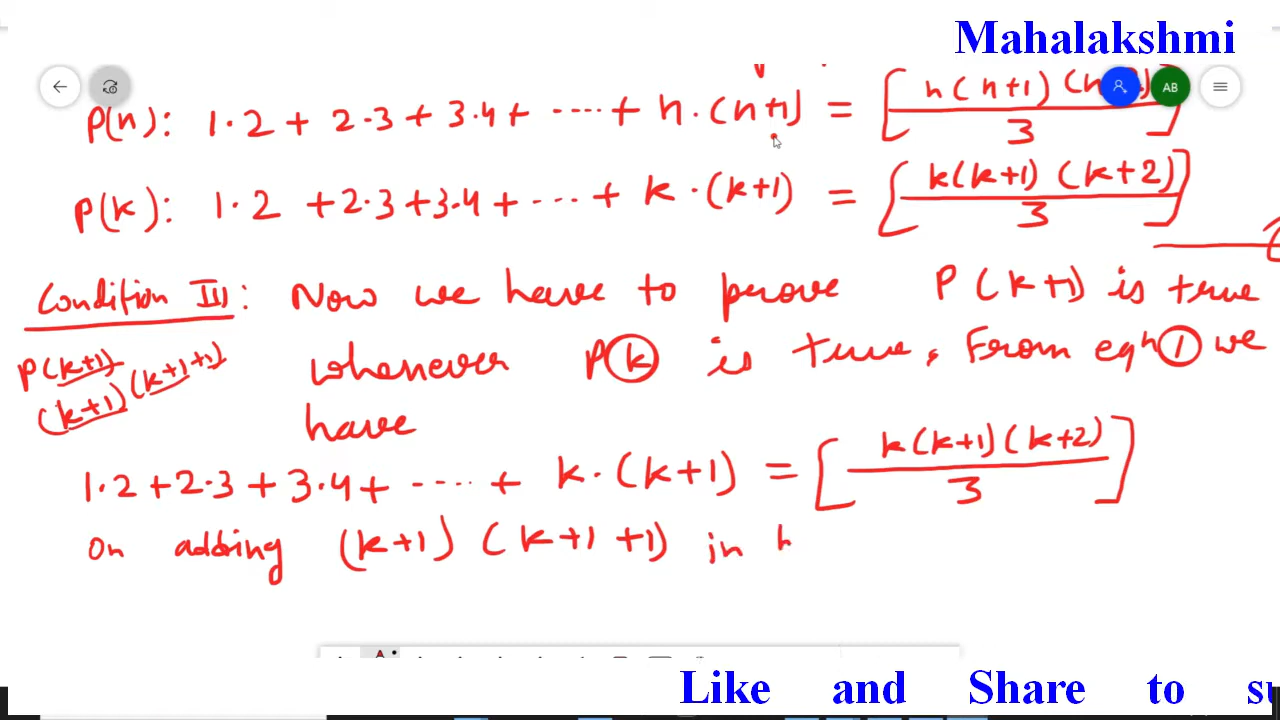 Mahalakshmi
AB
P(n): 1·2 + 2·3 + 3·4 + ····· + n·(n+1) = [n(n+1)(n+2)/3]
P(k): 1·2 + 2·3 + 3·4 + ····· + k·(k+1) = [k(k+1)(k+2)/3]
Condition III: Now we have to prove P(k+1) is true
P(k+1)
(k+1)(k+1+1)
whenever P(k) is true. From eqn (1) we
have
1·2 + 2·3 + 3·4 + ····· + k·(k+1) = [k(k+1)(k+2)/3]
On adding (k+1) (k+1+1) in
Like and Share to su